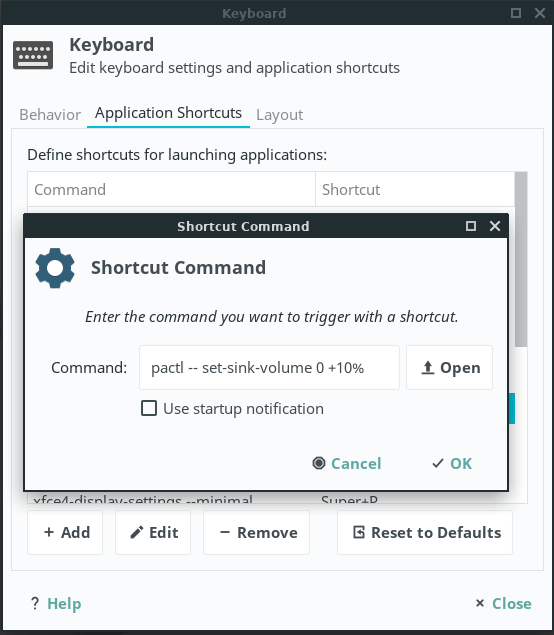 Keyboard
Keyboard
Edit keyboard settings and application shortcuts
Behavior Application Shortcuts Layout
Define shortcuts for launching applications:
Command Shortcut
Shortcut Command
Shortcut Command
Enter the command you want to trigger with a shortcut.
Command: pactl -- set-sink-volume 0 +10% Open
Use startup notification
Cancel OK
xfce4-display-settings --minimal Super+P
Add Edit Remove Reset to Defaults
? Help Close